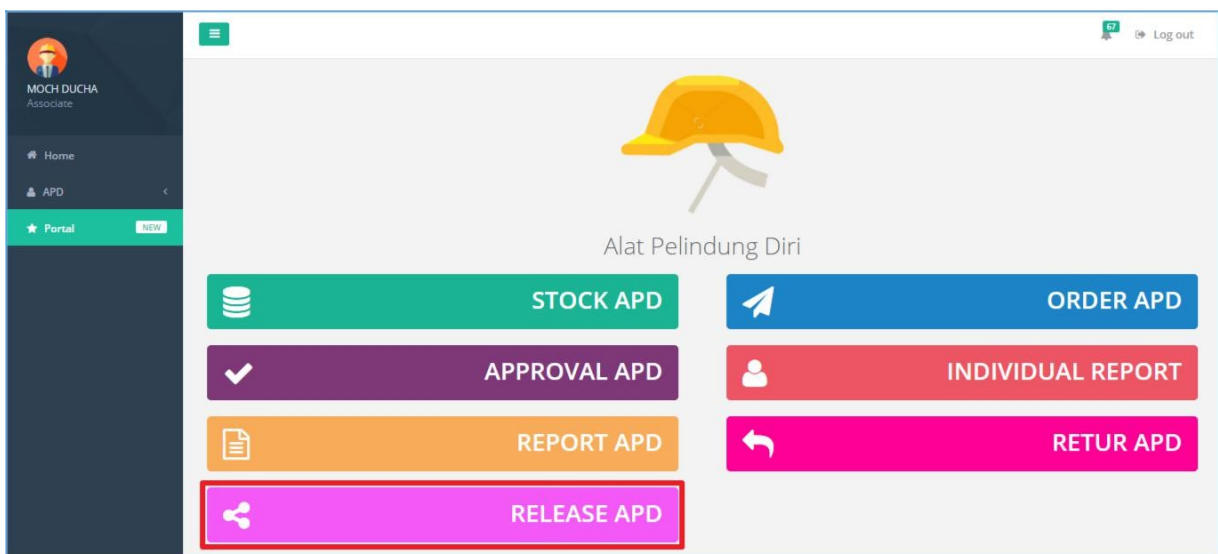 MOCH DUCHA
Associate
Home
APD
Portal NEW
67 Log out
Alat Pelindung Diri
STOCK APD
ORDER APD
APPROVAL APD
INDIVIDUAL REPORT
REPORT APD
RETUR APD
RELEASE APD